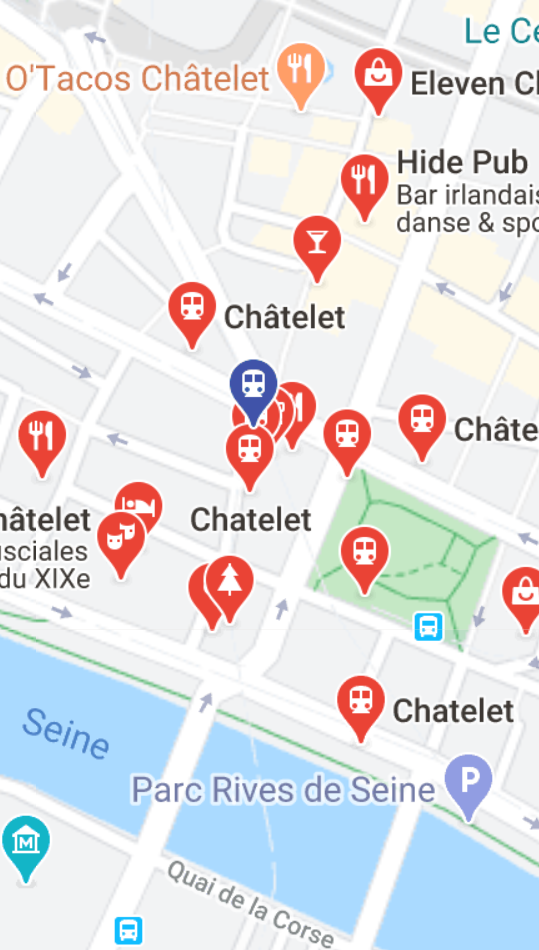 Le Ce
O'Tacos Châtelet
Eleven Cl
Hide Pub
Bar irlandais
danse & spo
Châtelet
Châte
hâtelet
usciales
du XIXe
Chatelet
Chatelet
Seine
Parc Rives de Seine
P
M
Quai de la Corse